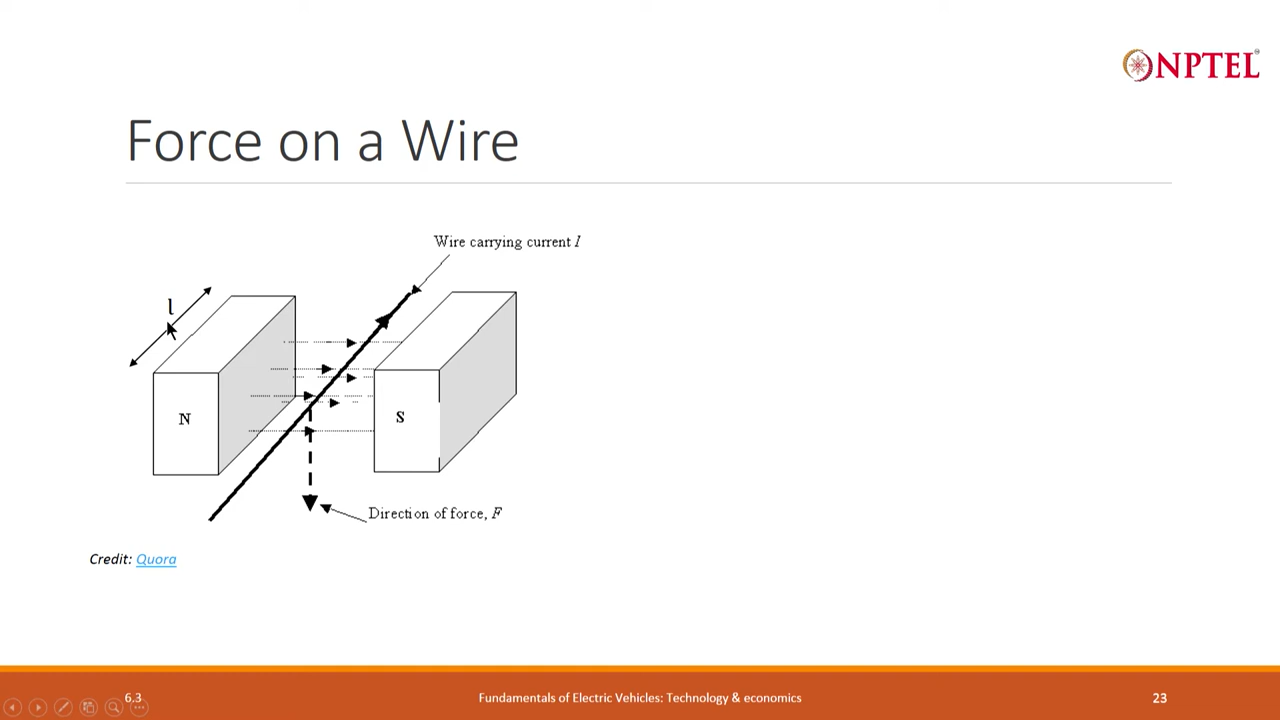 NPTEL
Force on a Wire
Wire carrying current I
l
N
S
Direction of force, F
Credit: Quora
6.3
Fundamentals of Electric Vehicles: Technology & economics
23